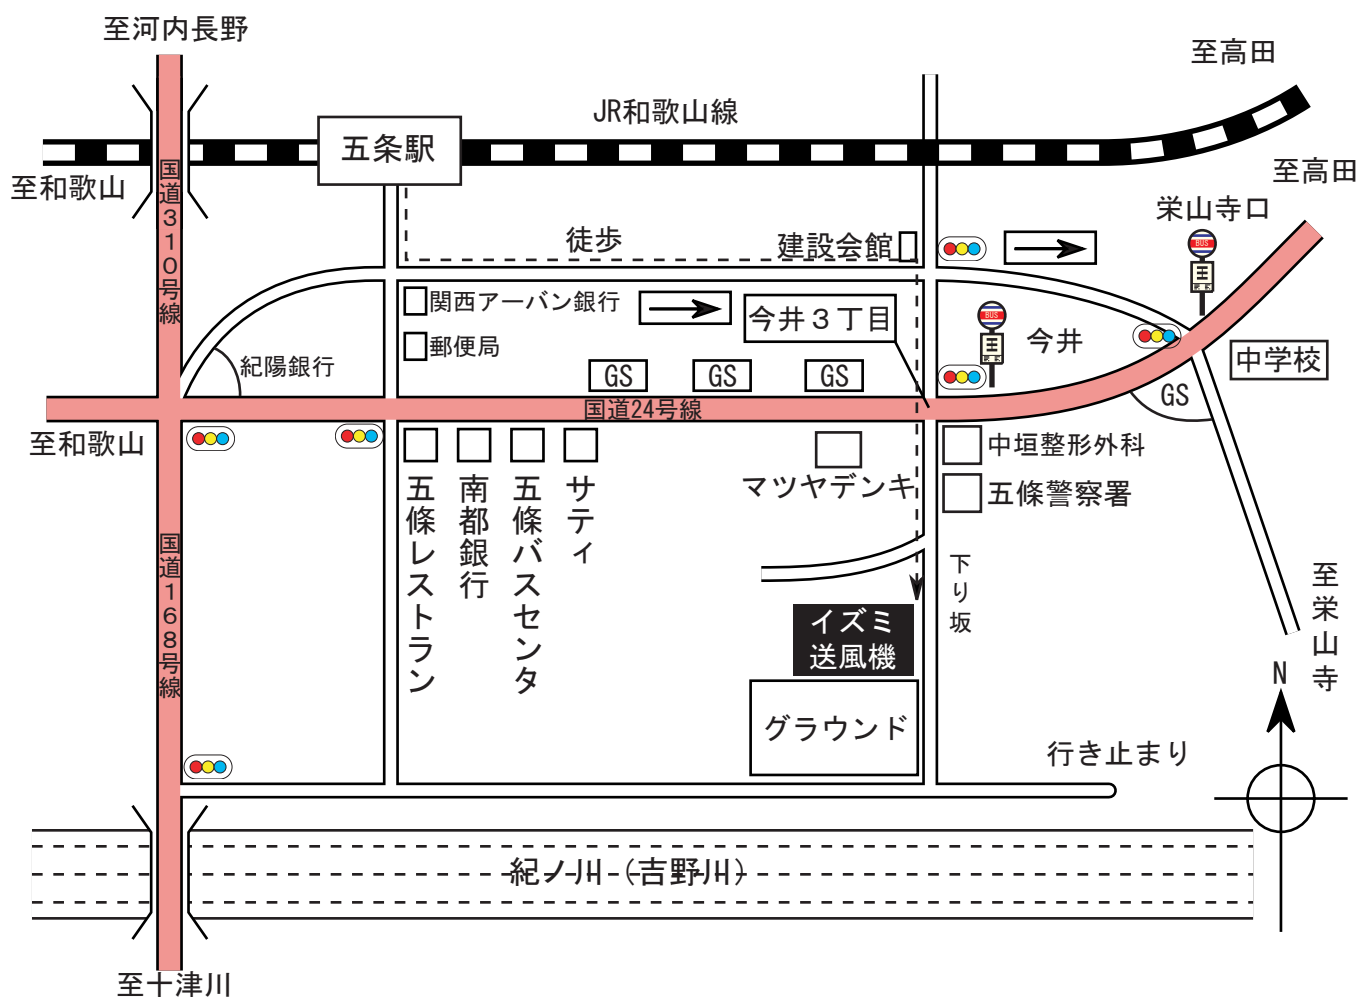 至河内長野
至高田
JR和歌山線
五条駅
至和歌山
至高田
国道310号線
栄山寺口
BUS
徒歩
建設会館
関西アーバン銀行
今井3丁目
BUS
今井
郵便局
紀陽銀行
GS
GS
GS
中学校
GS
国道24号線
至和歌山
中垣整形外科
マツヤデンキ
五條警察署
五條レストラン
南都銀行
五條バスセンタ
サティ
国道168号線
下り坂
至栄山寺
イズミ
送風機
N
グラウンド
行き止まり
紀ノ川(吉野川)
至十津川